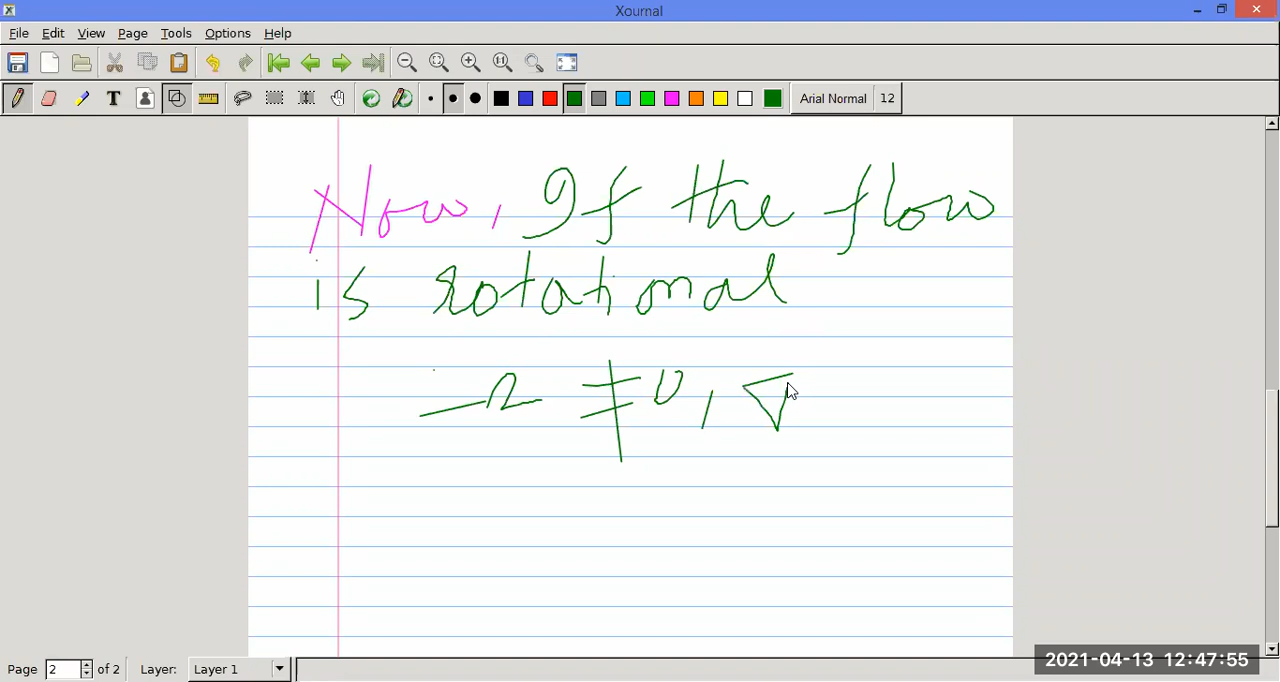 Xournal
File Edit View Page Tools Options Help
Arial Normal 12
Now, If the flow
is rotational
Ω ≠ 0, ∇
Page 2 of 2 Layer: Layer 1
2021-04-13 12:47:55